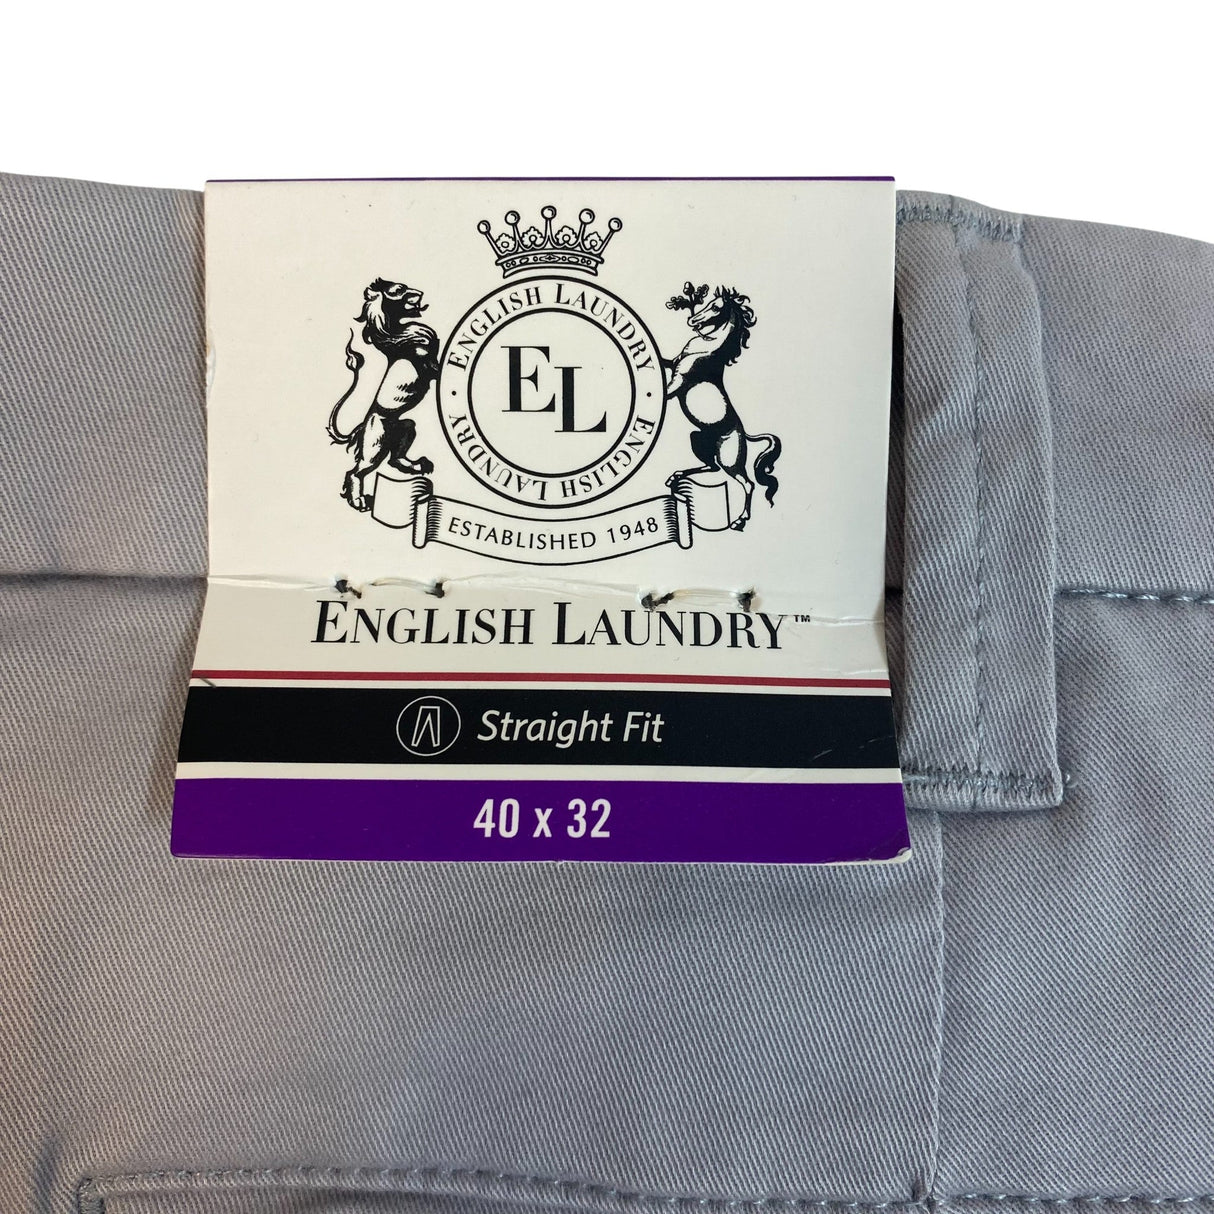 ENGLISH LAUNDRY · ENGLISH LAUNDRY ·
EL
ESTABLISHED 1948
ENGLISH LAUNDRY™
Straight Fit
40 x 32